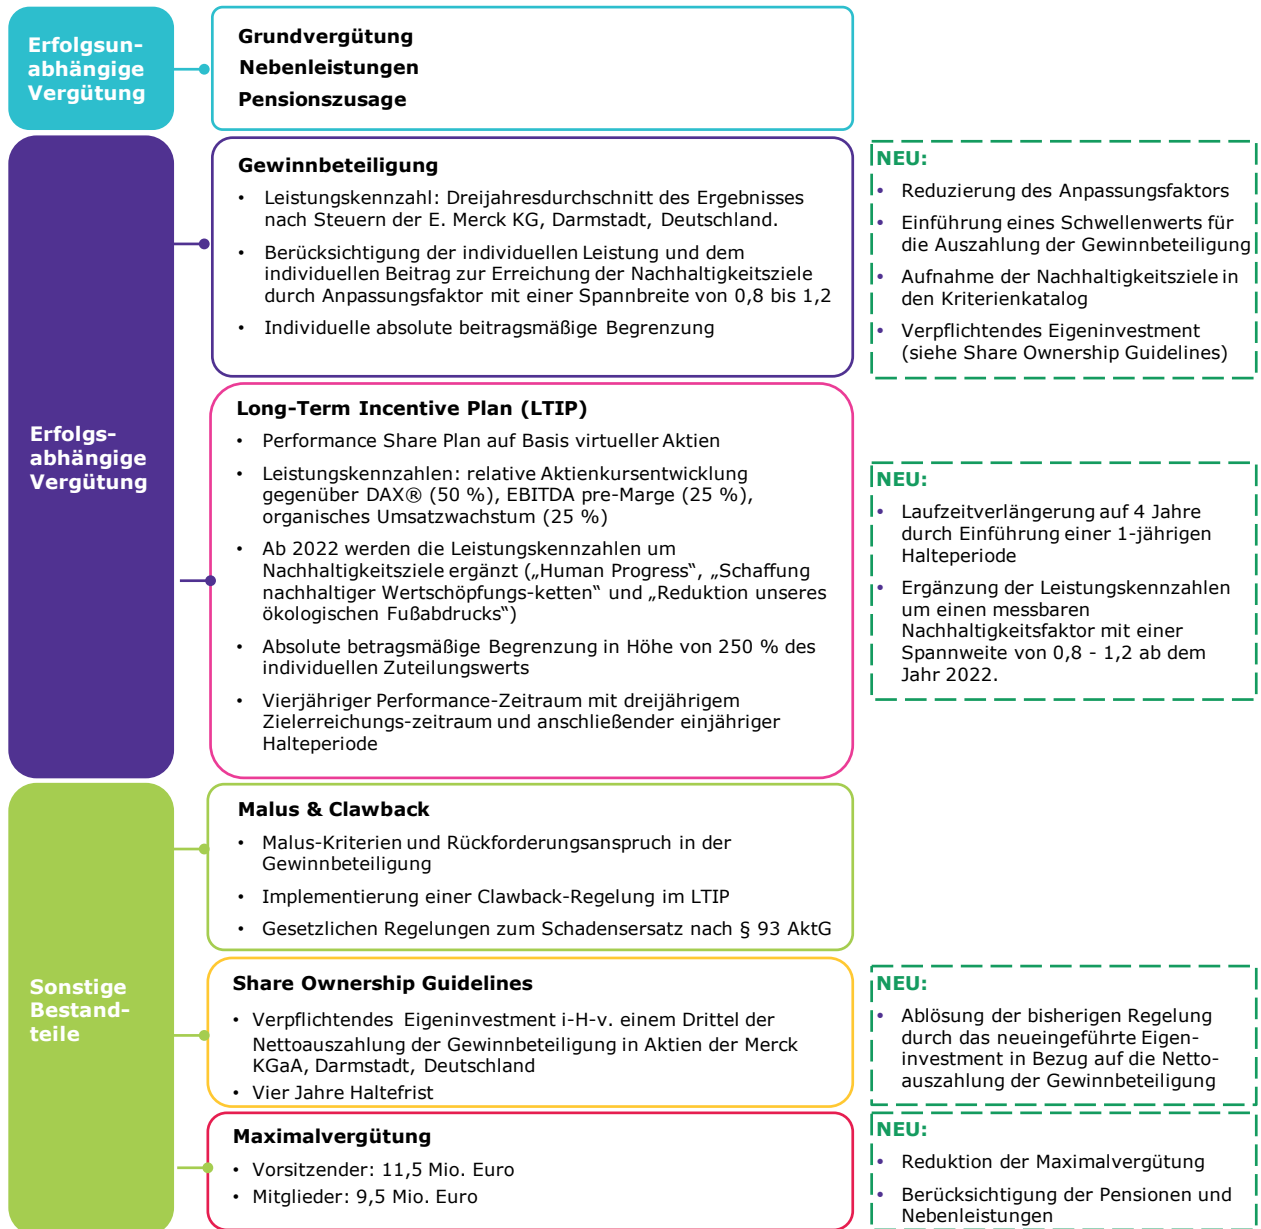 Erfolgsun-
abhängige
Vergütung
Grundvergütung
Nebenleistungen
Pensionszusage
Erfolgs-
abhängige
Vergütung
Gewinnbeteiligung
• Leistungskennzahl: Dreijahresdurchschnitt des Ergebnisses
nach Steuern der E. Merck KG, Darmstadt, Deutschland.
• Berücksichtigung der individuellen Leistung und dem
individuellen Beitrag zur Erreichung der Nachhaltigkeitsziele
durch Anpassungsfaktor mit einer Spannbreite von 0,8 bis 1,2
• Individuelle absolute beitragsmäßige Begrenzung
NEU:
• Reduzierung des Anpassungsfaktors
• Einführung eines Schwellenwerts für
die Auszahlung der Gewinnbeteiligung
• Aufnahme der Nachhaltigkeitsziele in
den Kriterienkatalog
• Verpflichtendes Eigeninvestment
(siehe Share Ownership Guidelines)
Long-Term Incentive Plan (LTIP)
• Performance Share Plan auf Basis virtueller Aktien
• Leistungskennzahlen: relative Aktienkursentwicklung
gegenüber DAX® (50 %), EBITDA pre-Marge (25 %),
organisches Umsatzwachstum (25 %)
• Ab 2022 werden die Leistungskennzahlen um
Nachhaltigkeitsziele ergänzt („Human Progress“, „Schaffung
nachhaltiger Wertschöpfungs-ketten“ und „Reduktion unseres
ökologischen Fußabdrucks“)
• Absolute betragsmäßige Begrenzung in Höhe von 250 % des
individuellen Zuteilungswerts
• Vierjähriger Performance-Zeitraum mit dreijährigem
Zielerreichungs-zeitraum und anschließender einjähriger
Halteperiode
NEU:
• Laufzeitverlängerung auf 4 Jahre
durch Einführung einer 1-jährigen
Halteperiode
• Ergänzung der Leistungskennzahlen
um einen messbaren
Nachhaltigkeitsfaktor mit einer
Spannweite von 0,8 - 1,2 ab dem
Jahr 2022.
Sonstige
Bestand-
teile
Malus & Clawback
• Malus-Kriterien und Rückforderungsanspruch in der
Gewinnbeteiligung
• Implementierung einer Clawback-Regelung im LTIP
• Gesetzlichen Regelungen zum Schadensersatz nach § 93 AktG
Share Ownership Guidelines
• Verpflichtendes Eigeninvestment i-H-v. einem Drittel der
Nettoauszahlung der Gewinnbeteiligung in Aktien der Merck
KGaA, Darmstadt, Deutschland
• Vier Jahre Haltefrist
NEU:
• Ablösung der bisherigen Regelung
durch das neueingeführte Eigen-
investment in Bezug auf die Netto-
auszahlung der Gewinnbeteiligung
Maximalvergütung
• Vorsitzender: 11,5 Mio. Euro
• Mitglieder: 9,5 Mio. Euro
NEU:
• Reduktion der Maximalvergütung
• Berücksichtigung der Pensionen und
Nebenleistungen